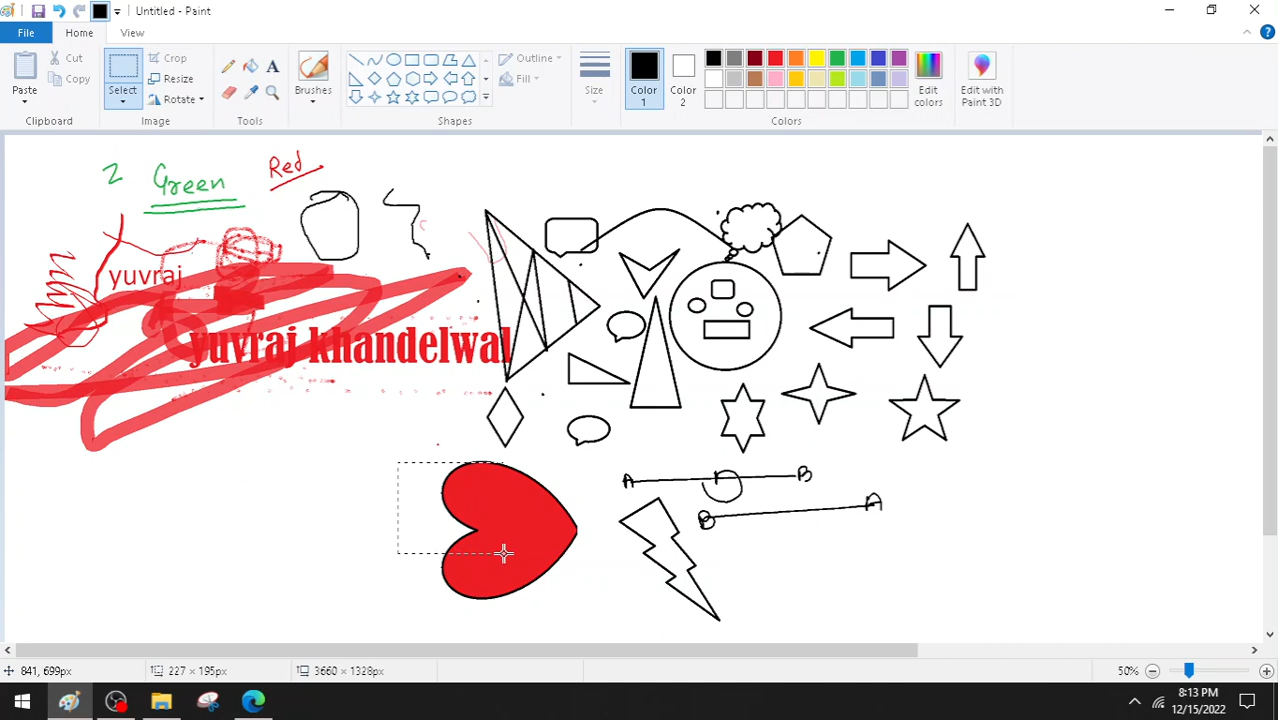 Untitled - Paint
File Home View
Paste
Cut
Copy
Clipboard
Select
Crop
Resize
Rotate
Image
A
Tools
Brushes
Outline
Fill
Shapes
Size
Color 1
Color 2
Colors
Edit colors
Edit with Paint 3D
2 Green Red
yuvraj
yuvraj khandelwal
A B
B A
841, 699px 227 × 195px 3660 × 1328px 50%
8:13 PM
12/15/2022